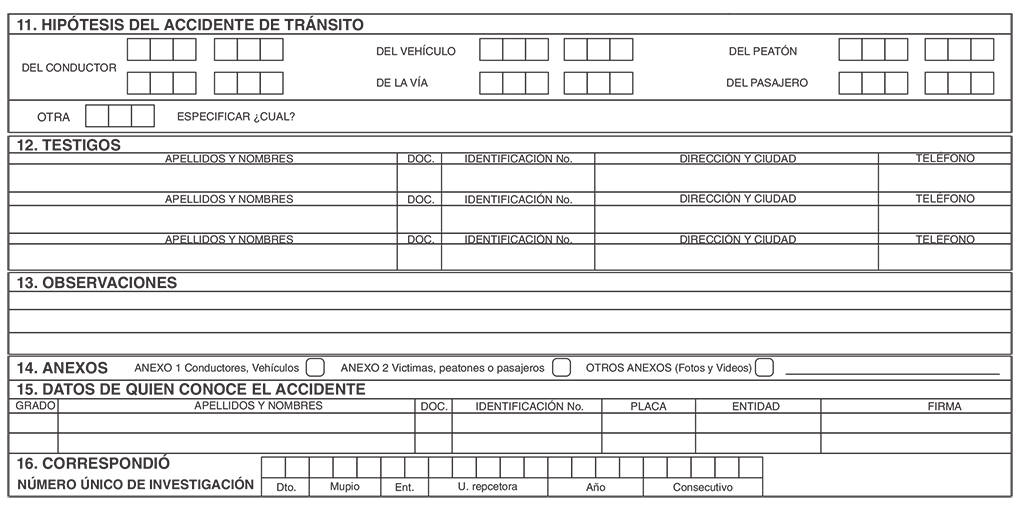 11. HIPÓTESIS DEL ACCIDENTE DE TRÁNSITO
DEL CONDUCTOR
DEL VEHÍCULO
DEL PEATÓN
DE LA VÍA
DEL PASAJERO
OTRA ESPECIFICAR ¿CUAL?
12. TESTIGOS
APELLIDOS Y NOMBRES DOC. IDENTIFICACIÓN No. DIRECCIÓN Y CIUDAD TELÉFONO
APELLIDOS Y NOMBRES DOC. IDENTIFICACIÓN No. DIRECCIÓN Y CIUDAD TELÉFONO
APELLIDOS Y NOMBRES DOC. IDENTIFICACIÓN No. DIRECCIÓN Y CIUDAD TELÉFONO
13. OBSERVACIONES
14. ANEXOS ANEXO 1 Conductores, Vehículos ANEXO 2 Victimas, peatones o pasajeros OTROS ANEXOS (Fotos y Videos)
15. DATOS DE QUIEN CONOCE EL ACCIDENTE
GRADO APELLIDOS Y NOMBRES DOC. IDENTIFICACIÓN No. PLACA ENTIDAD FIRMA
16. CORRESPONDIÓ
NÚMERO ÚNICO DE INVESTIGACIÓN Dto. Mupio Ent. U. repcetora Año Consecutivo